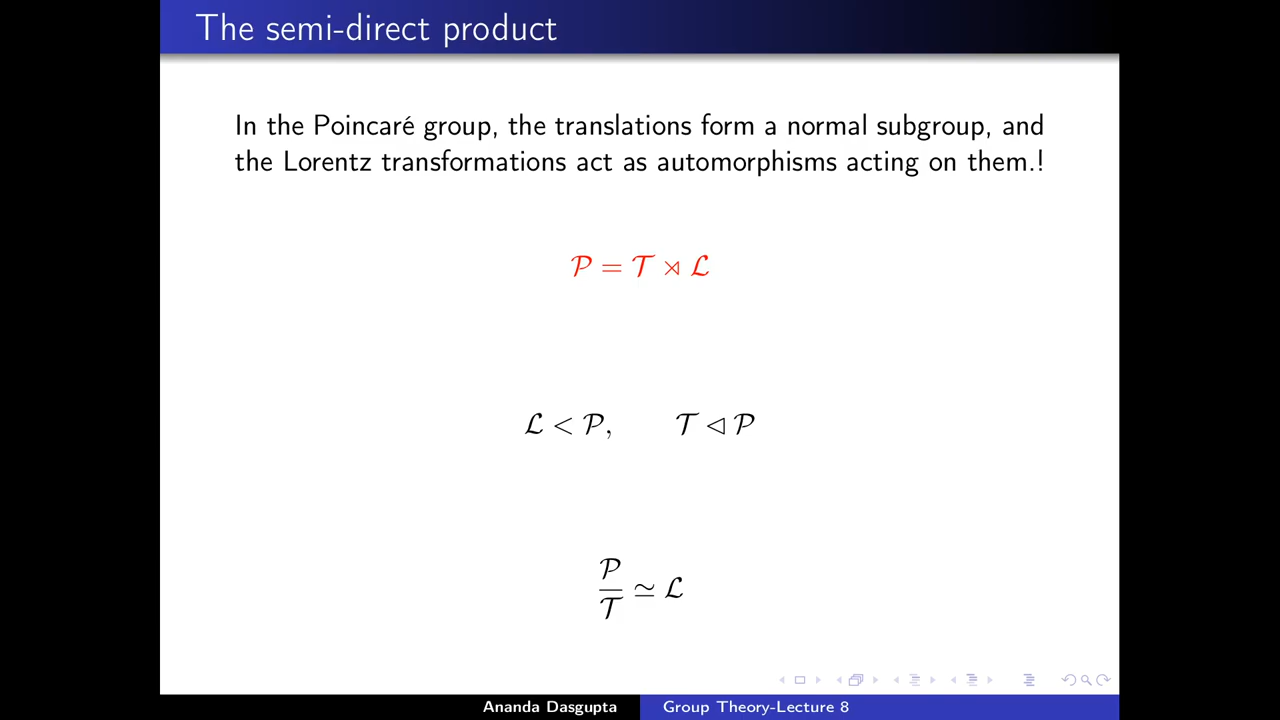 The semi-direct product
In the Poincaré group, the translations form a normal subgroup, and
the Lorentz transformations act as automorphisms acting on them.!
𝒫 = 𝒯 ⋊ ℒ
ℒ < 𝒫, 𝒯 ◁ 𝒫
𝒫
𝒯 ≃ ℒ
Ananda Dasgupta Group Theory-Lecture 8